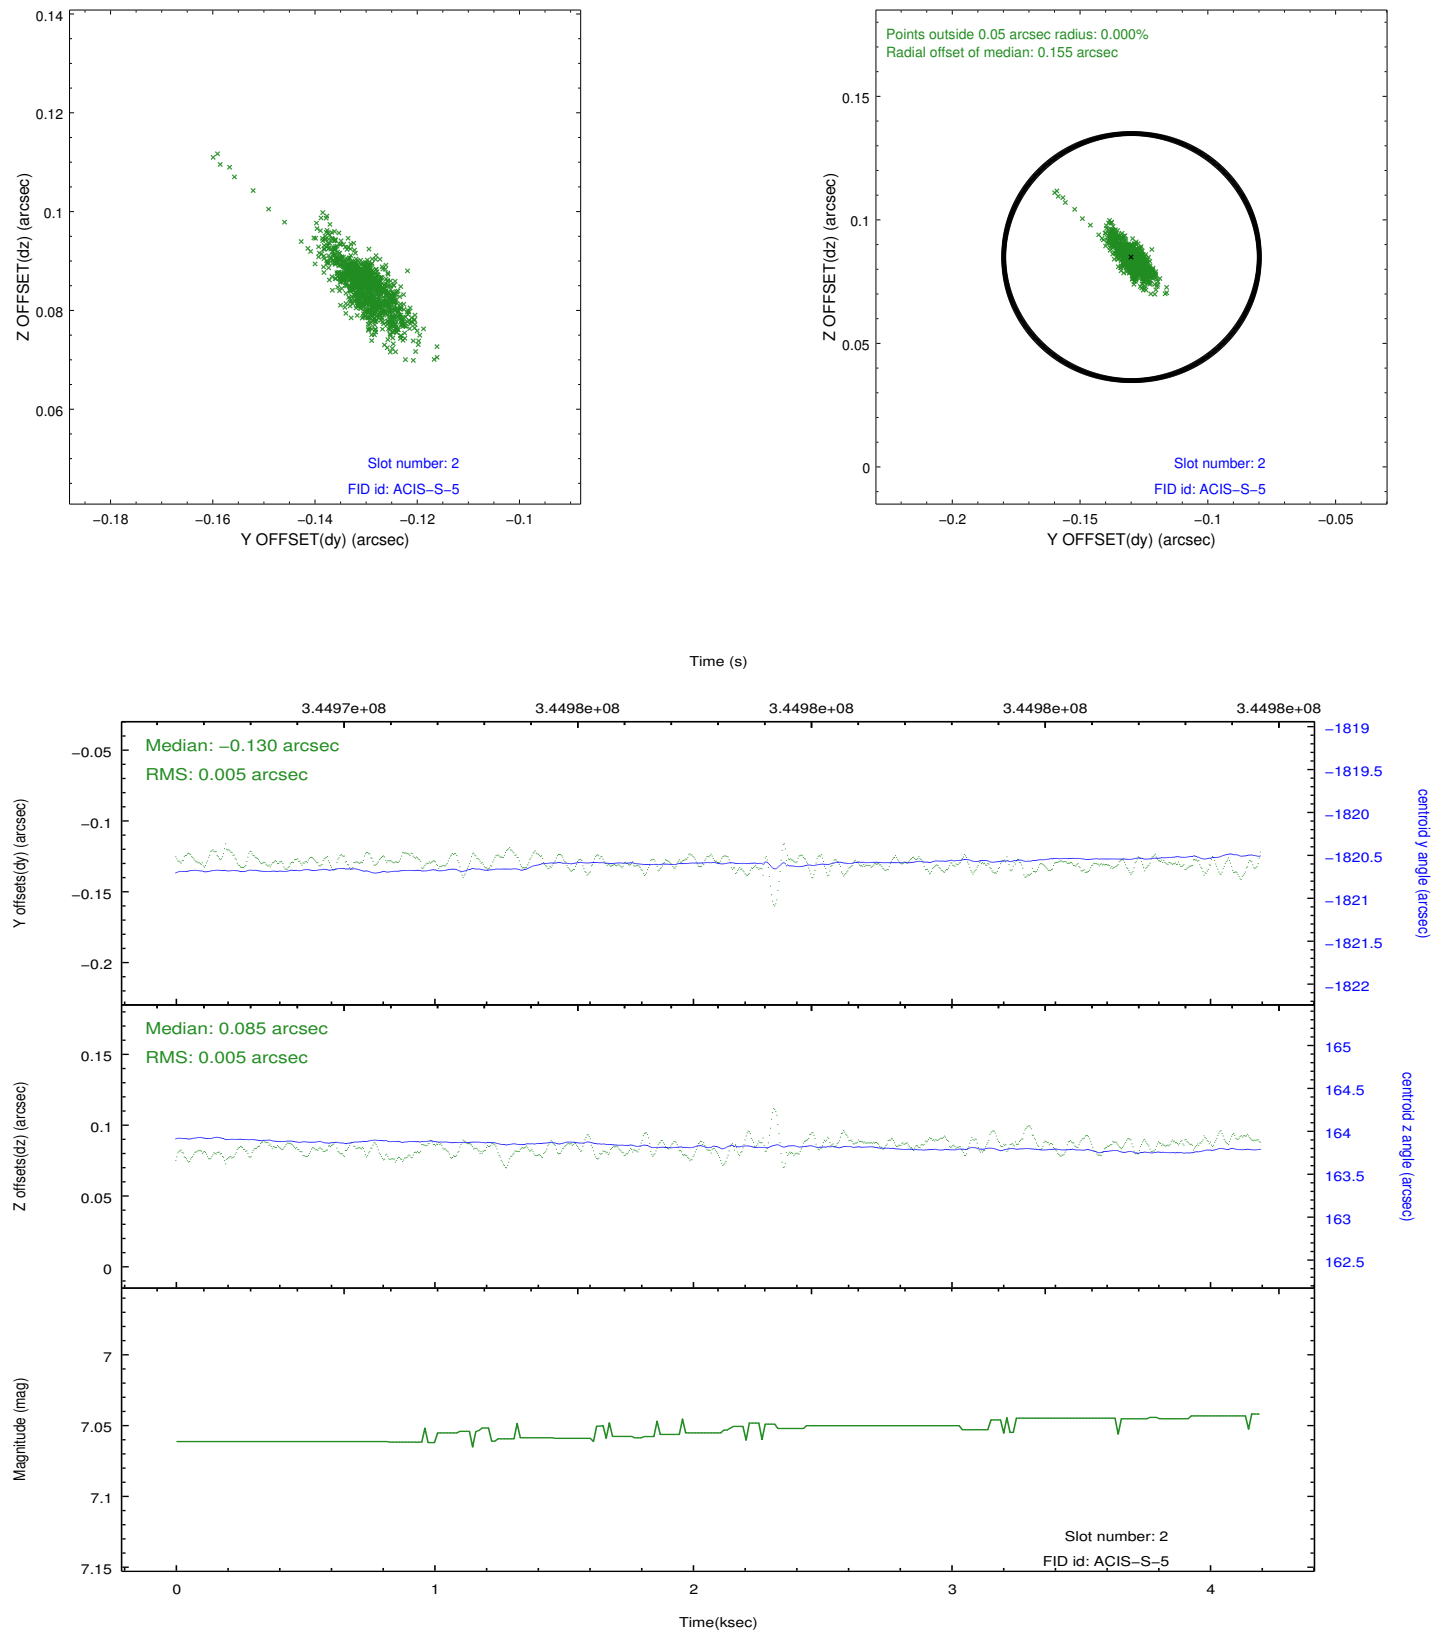 0.14
0.12
0.1
0.08
0.06
Z OFFSET(dz) (arcsec)
Slot number: 2
FID id: ACIS−S−5
−0.18 −0.16 −0.14 −0.12 −0.1
Y OFFSET(dy) (arcsec)
Points outside 0.05 arcsec radius: 0.000%
Radial offset of median: 0.155 arcsec
0.15
0.1
0.05
0
Z OFFSET(dz) (arcsec)
Slot number: 2
FID id: ACIS−S−5
−0.2 −0.15 −0.1 −0.05
Y OFFSET(dy) (arcsec)
Time (s)
3.4497e+08 3.4498e+08 3.4498e+08 3.4498e+08 3.4498e+08
Median: −0.130 arcsec
RMS: 0.005 arcsec
−0.05
−0.1
−0.15
−0.2
Y offsets(dy) (arcsec)
−1819
−1819.5
−1820
−1820.5
−1821
−1821.5
−1822
centroid y angle (arcsec)
Median: 0.085 arcsec
RMS: 0.005 arcsec
0.15
0.1
0.05
0
Z offsets(dz) (arcsec)
165
164.5
164
163.5
163
162.5
centroid z angle (arcsec)
7
7.05
7.1
7.15
Magnitude (mag)
Slot number: 2
FID id: ACIS−S−5
0 1 2 3 4
Time(ksec)